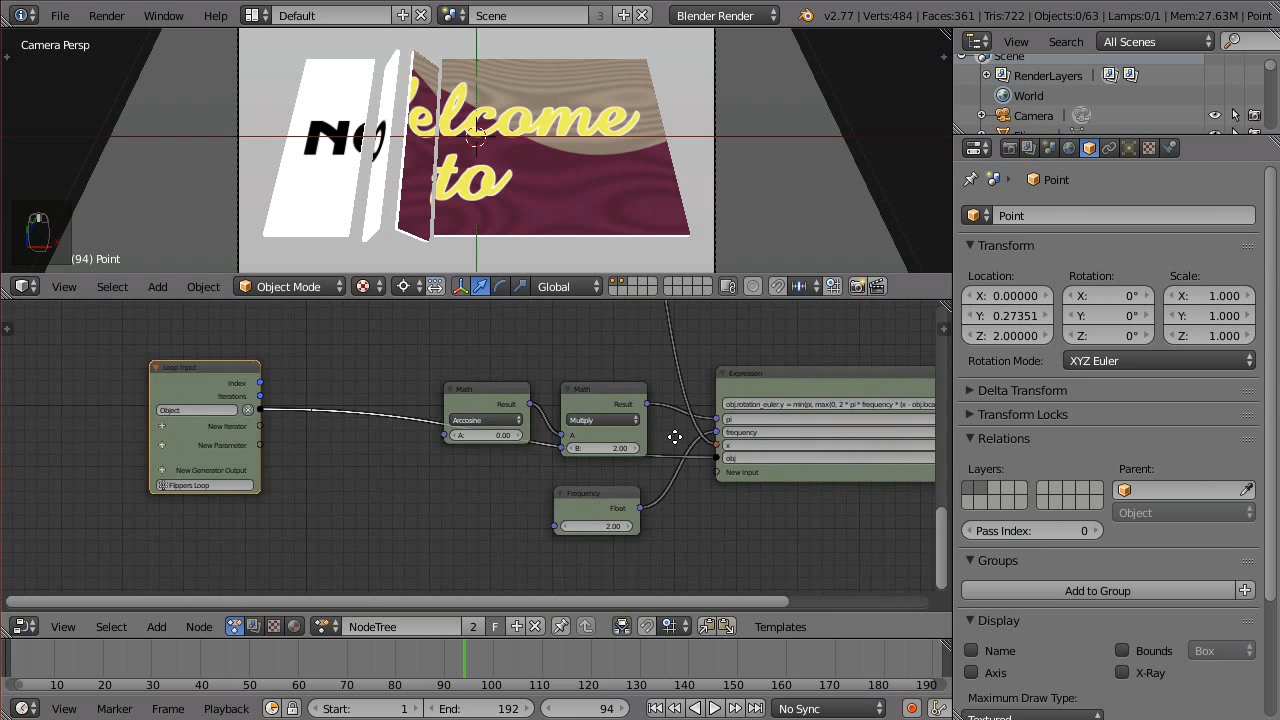 File Render Window Help Default Scene 3 Blender Render v2.77 | Verts:484 | Faces:361 | Tris:722 | Objects:0/63 | Lamps:0/1 | Mem:27.63M | Point
Camera Persp
Welcome
to
(94) Point
View Select Add Object Object Mode Global
View Search All Scenes
Scene
RenderLayers
World
Camera
Point
Point
Transform
Location: Rotation: Scale:
X: 0.00000 X: 0° X: 1.000
Y: 0.27351 Y: 0° Y: 1.000
Z: 2.00000 Z: 0° Z: 1.000
Rotation Mode: XYZ Euler
Delta Transform
Transform Locks
Relations
Layers: Parent:
Object
Pass Index: 0
Groups
Add to Group
Display
Name Bounds Box
Axis X-Ray
Maximum Draw Type:
Textured
Loop Input
Index
Iterations
Object
New Iterator
New Parameter
New Generator Output
Flippers Loop
Math
Result
Arccosine
A: 0.00
Math
Result
Multiply
A
B: 2.00
Frequency
Float
2.00
Expression
obj.rotation_euler.y = min(pi, max(0, 2 * pi * frequency * (x - obj.loca
pi
frequency
x
obj
New Input
View Select Add Node NodeTree 2 F Templates
10 20 30 40 50 60 70 80 90 100 110 120 130 140 150 160 170 180 190
View Marker Frame Playback Start: 1 End: 192 94 No Sync